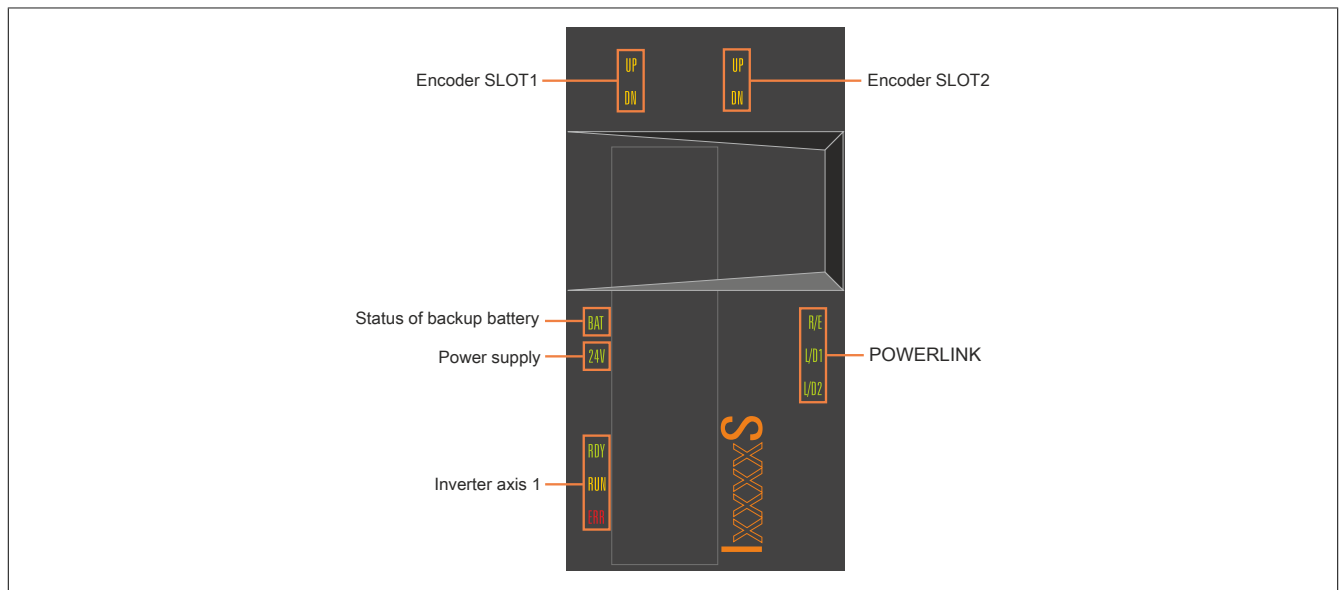 Encoder SLOT1
UP
DN
UP
DN
Encoder SLOT2
Status of backup battery
BAT
Power supply
24V
R/E
L/D1
L/D2
POWERLINK
Inverter axis 1
RDY
RUN
ERR
IxxxxxS